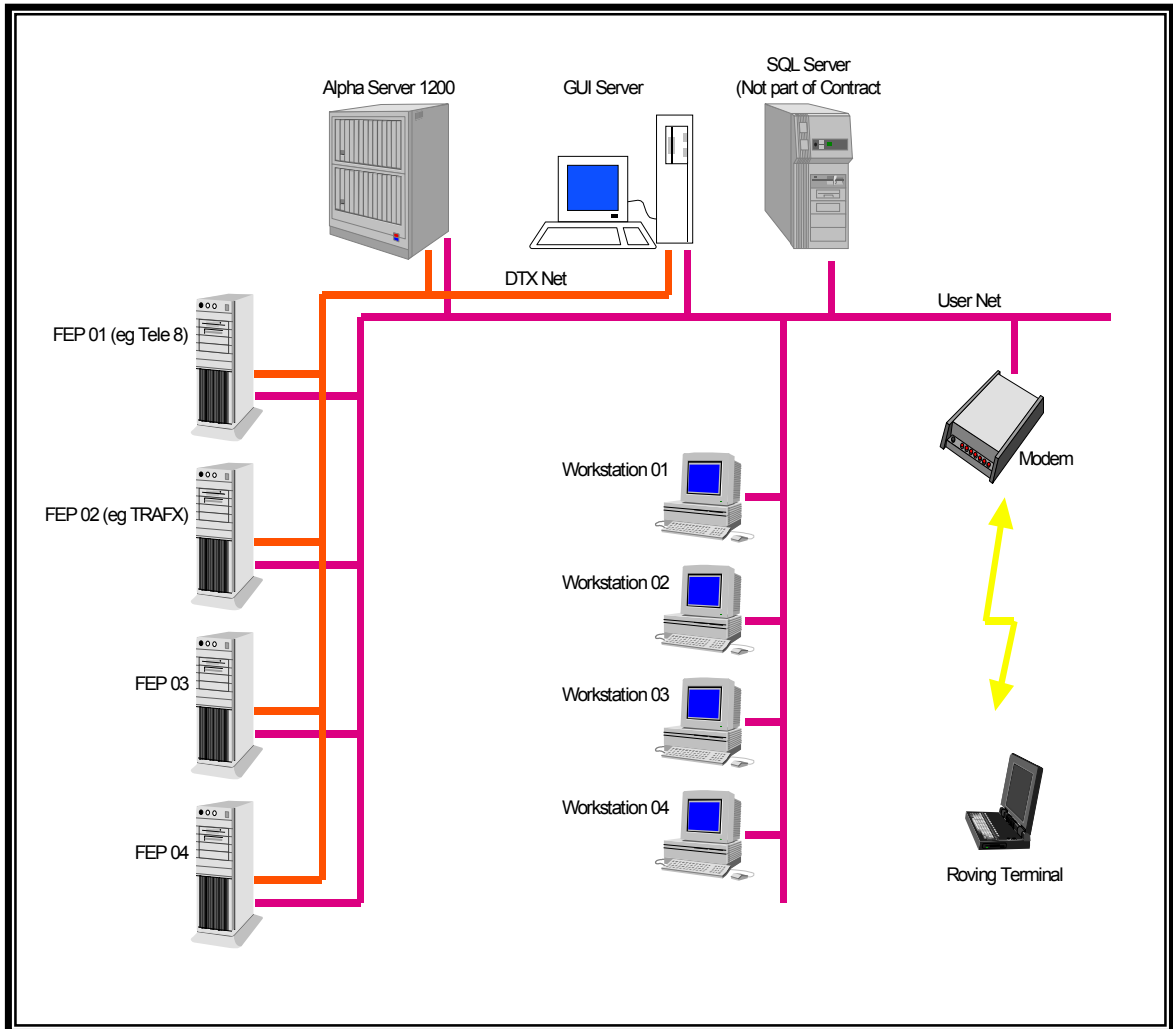 SQL Server
(Not part of Contract
Alpha Server 1200
GUI Server
DTX Net
User Net
FEP 01 (eg Tele 8)
FEP 02 (eg TRAFX)
FEP 03
FEP 04
Workstation 01
Workstation 02
Workstation 03
Workstation 04
Modem
Roving Terminal